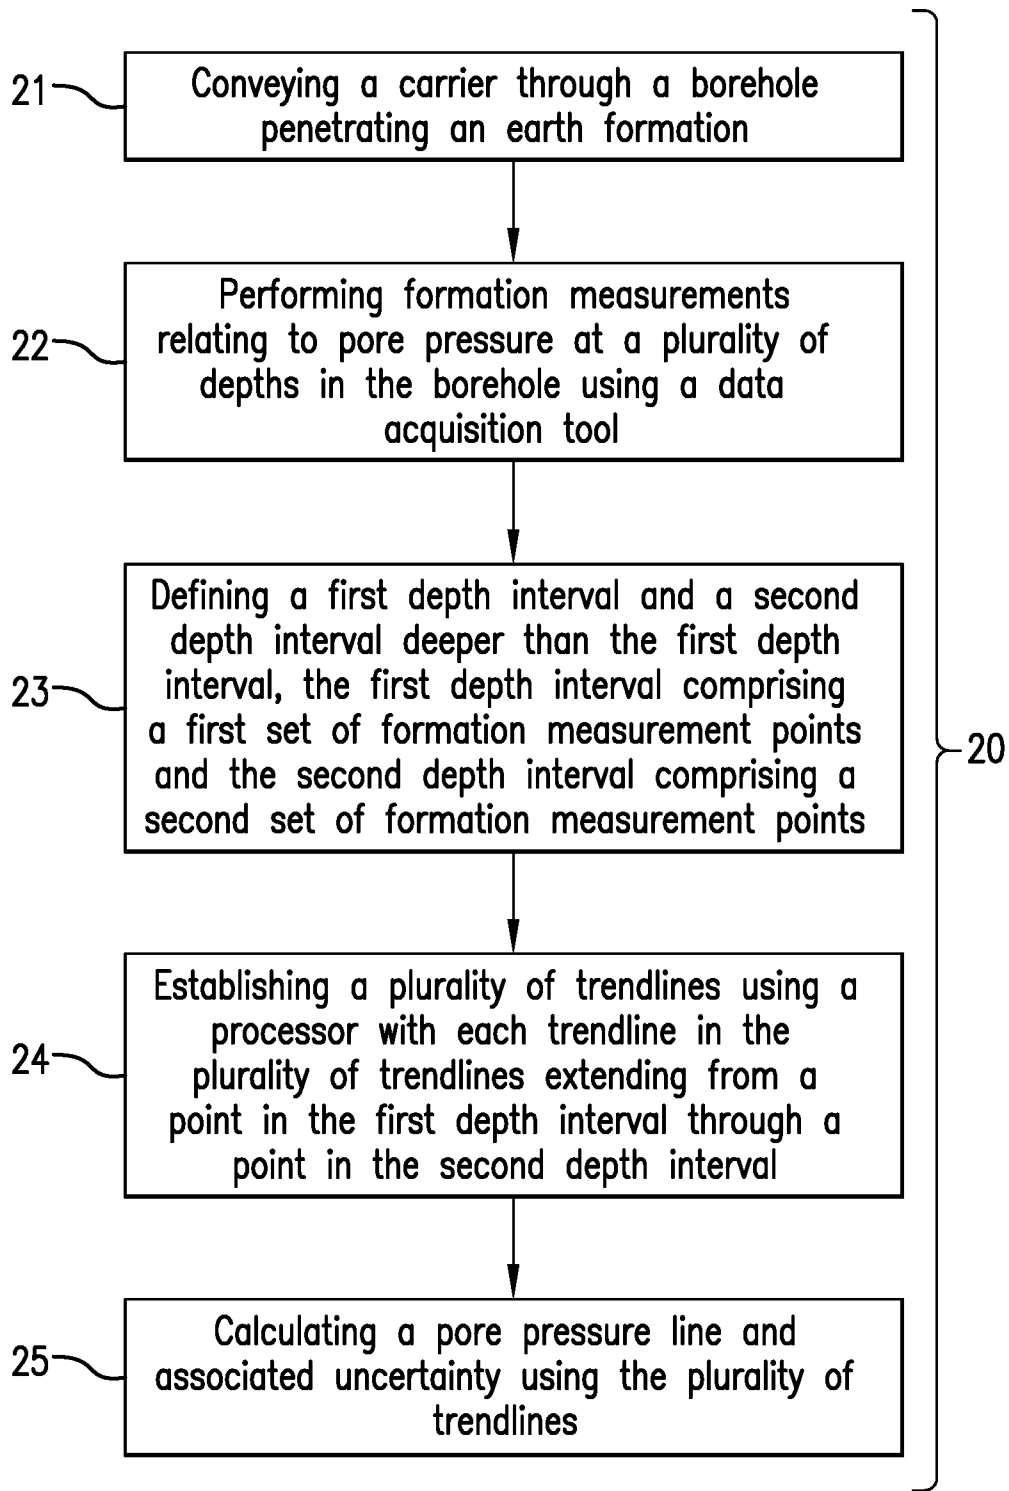 21
Conveying a carrier through a borehole
penetrating an earth formation
22
Performing formation measurements
relating to pore pressure at a plurality of
depths in the borehole using a data
acquisition tool
23
Defining a first depth interval and a second
depth interval deeper than the first depth
interval, the first depth interval comprising
a first set of formation measurement points
and the second depth interval comprising a
second set of formation measurement points
20
24
Establishing a plurality of trendlines using a
processor with each trendline in the
plurality of trendlines extending from a
point in the first depth interval through a
point in the second depth interval
25
Calculating a pore pressure line and
associated uncertainty using the plurality of
trendlines